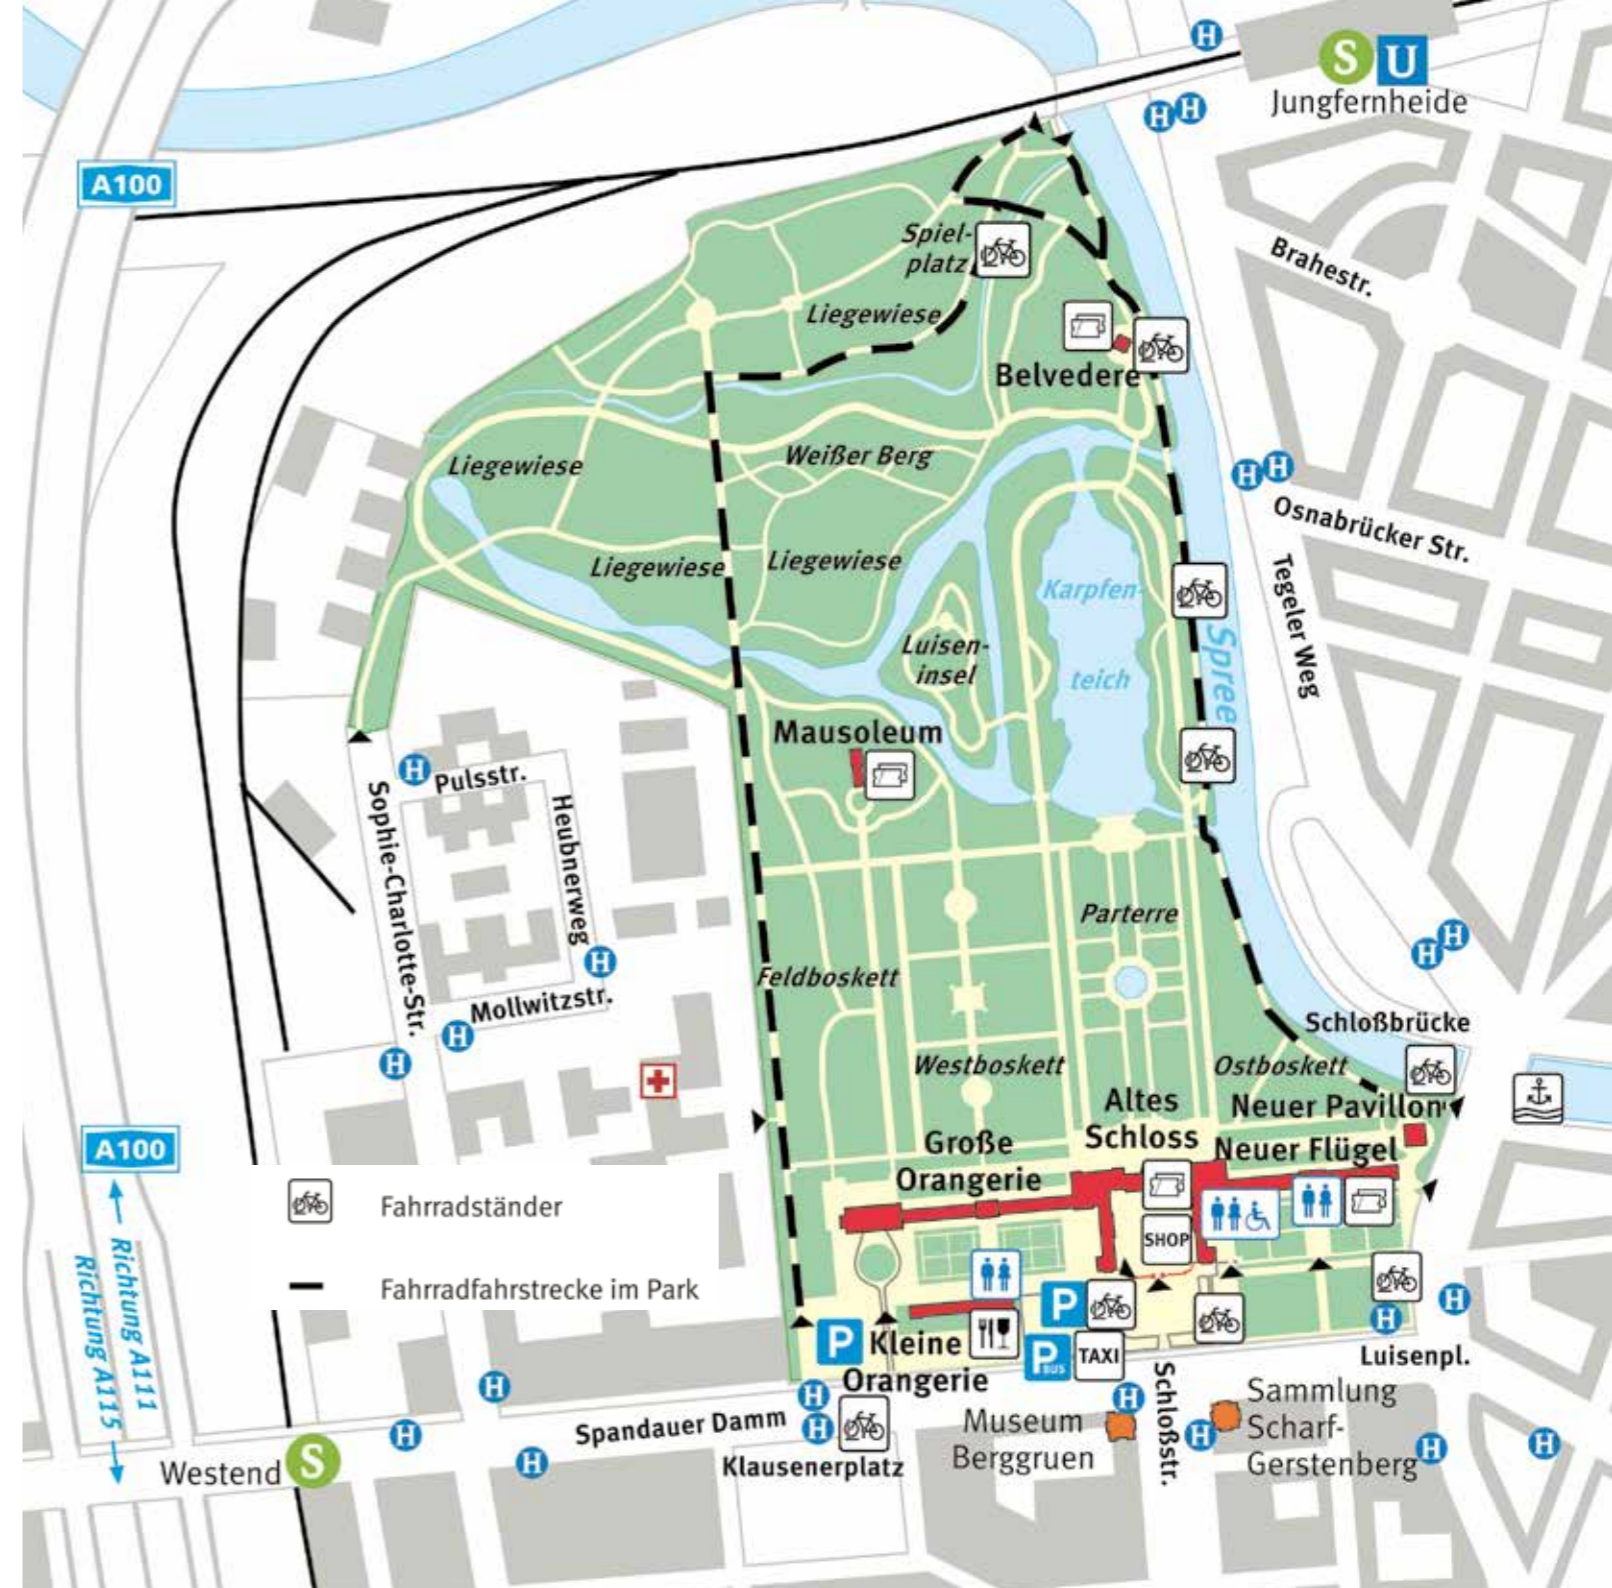 H
S U
Jungfernheide
H H
A100
Spiel-
platz
Brahestr.
Liegewiese
Belvedere
Liegewiese
Weißer Berg
H H
Osnabrücker Str.
Liegewiese
Liegewiese
Karpfen-
teich
Luisen-
insel
Spree
Tegeler Weg
Mausoleum
H
Pulsstr.
Sophie-Charlotte-Str.
Heubnerweg
H
Mollwitzstr.
H
H
Parterre
Feldboskett
H H
Schloßbrücke
Westboskett
Ostboskett
Altes
Schloss
Neuer Pavillon
Neuer Flügel
Große
Orangerie
SHOP
A100
Richtung A111
Richtung A115
Fahrradständer
Fahrradfahrstrecke im Park
P
P
Kleine
Orangerie
P
BUS
TAXI
H
H
Luisenpl.
H
H
H
Spandauer Damm
H
H
Klausenerplatz
H
Schloßstr.
Museum
Berggruen
H
Sammlung
Scharf-
Gerstenberg
H
H
Westend S